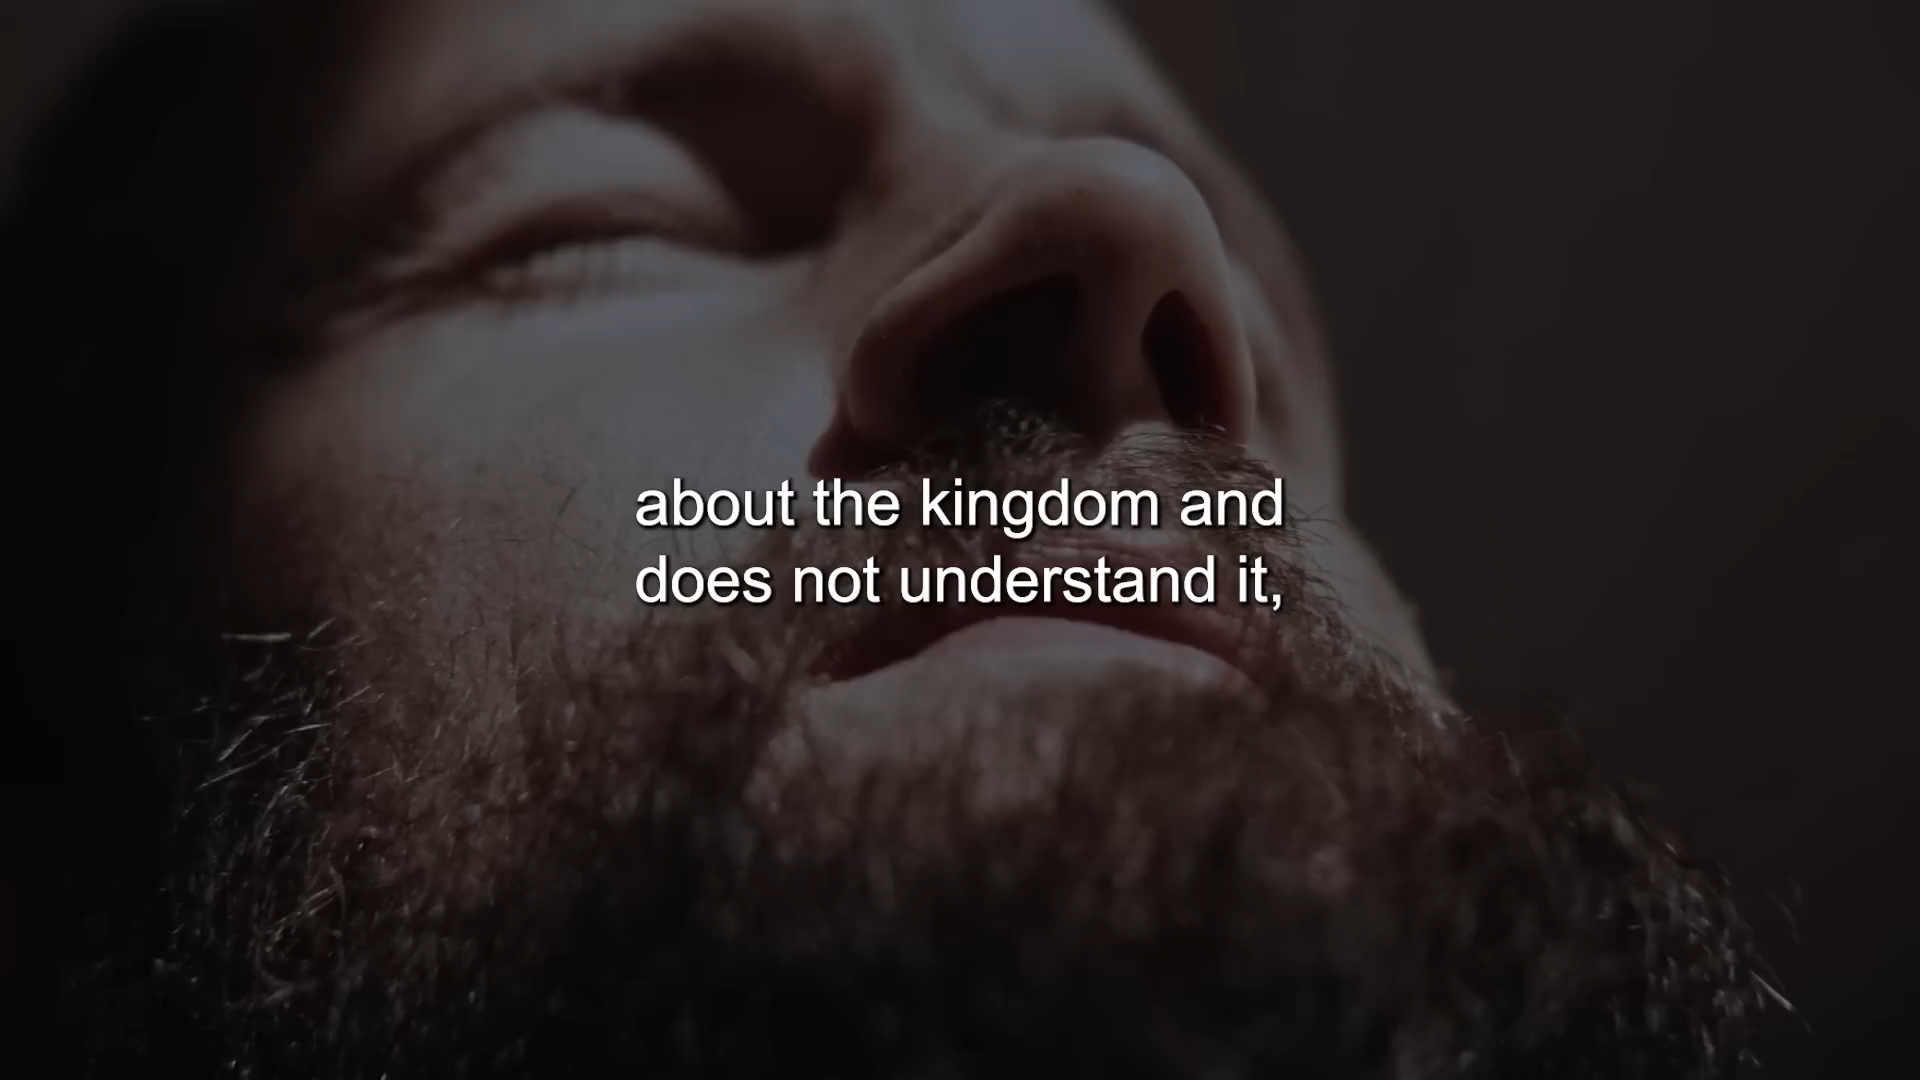 about the kingdom and
does not understand it,